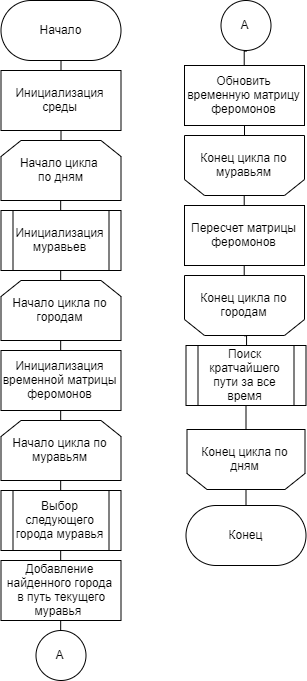 Начало
Инициализация
среды
Начало цикла
по дням
Инициализация
муравьев
Начало цикла по
городам
Инициализация
временной матрицы
феромонов
Начало цикла по
муравьям
Выбор
следующего
города муравья
Добавление
найденного города
в путь текущего
муравья
А
А
Обновить
временную матрицу
феромонов
Конец цикла по
муравьям
Пересчет матрицы
феромонов
Конец цикла по
городам
Поиск
кратчайшего
пути за все
время
Конец цикла по
дням
Конец